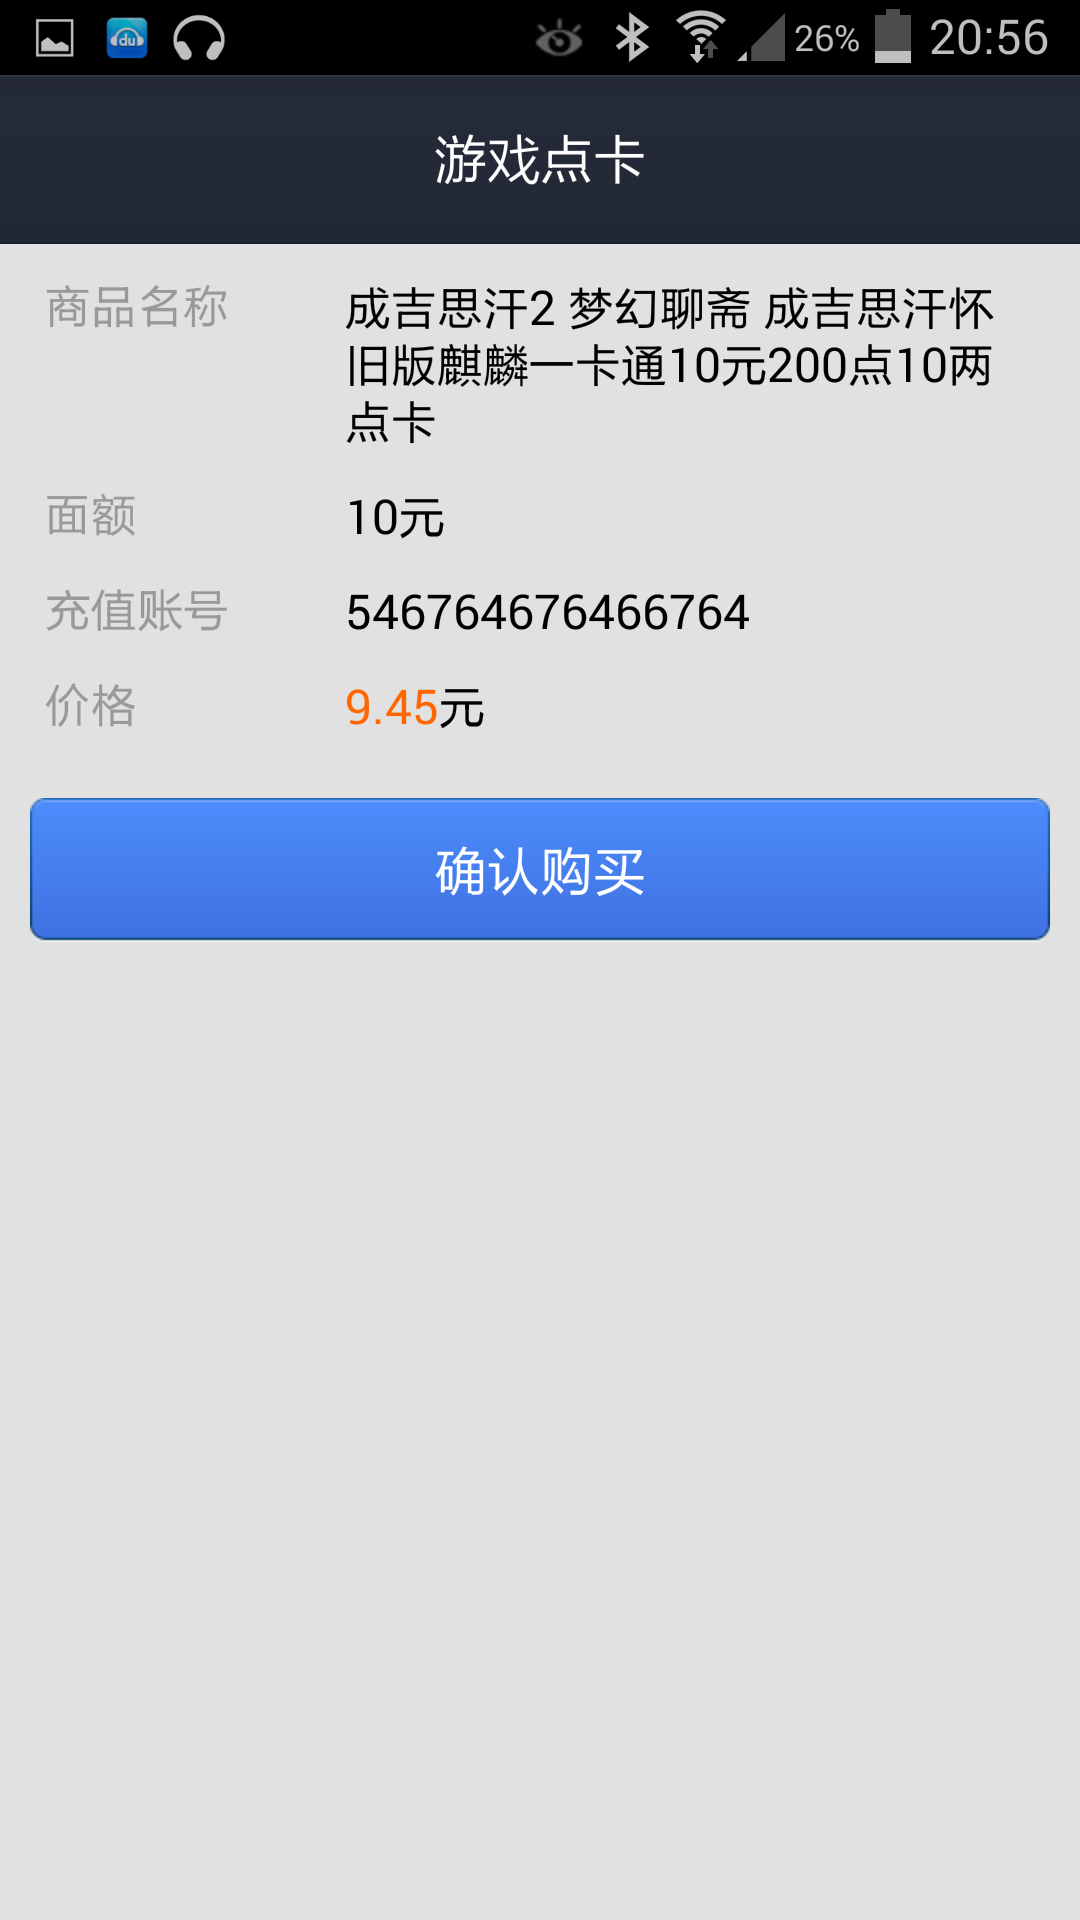 du
26%
20:56
游戏点卡
商品名称
成吉思汗2 梦幻聊斋 成吉思汗怀
旧版麒麟一卡通10元200点10两
点卡
面额
10元
充值账号
546764676466764
价格
9.45元
确认购买